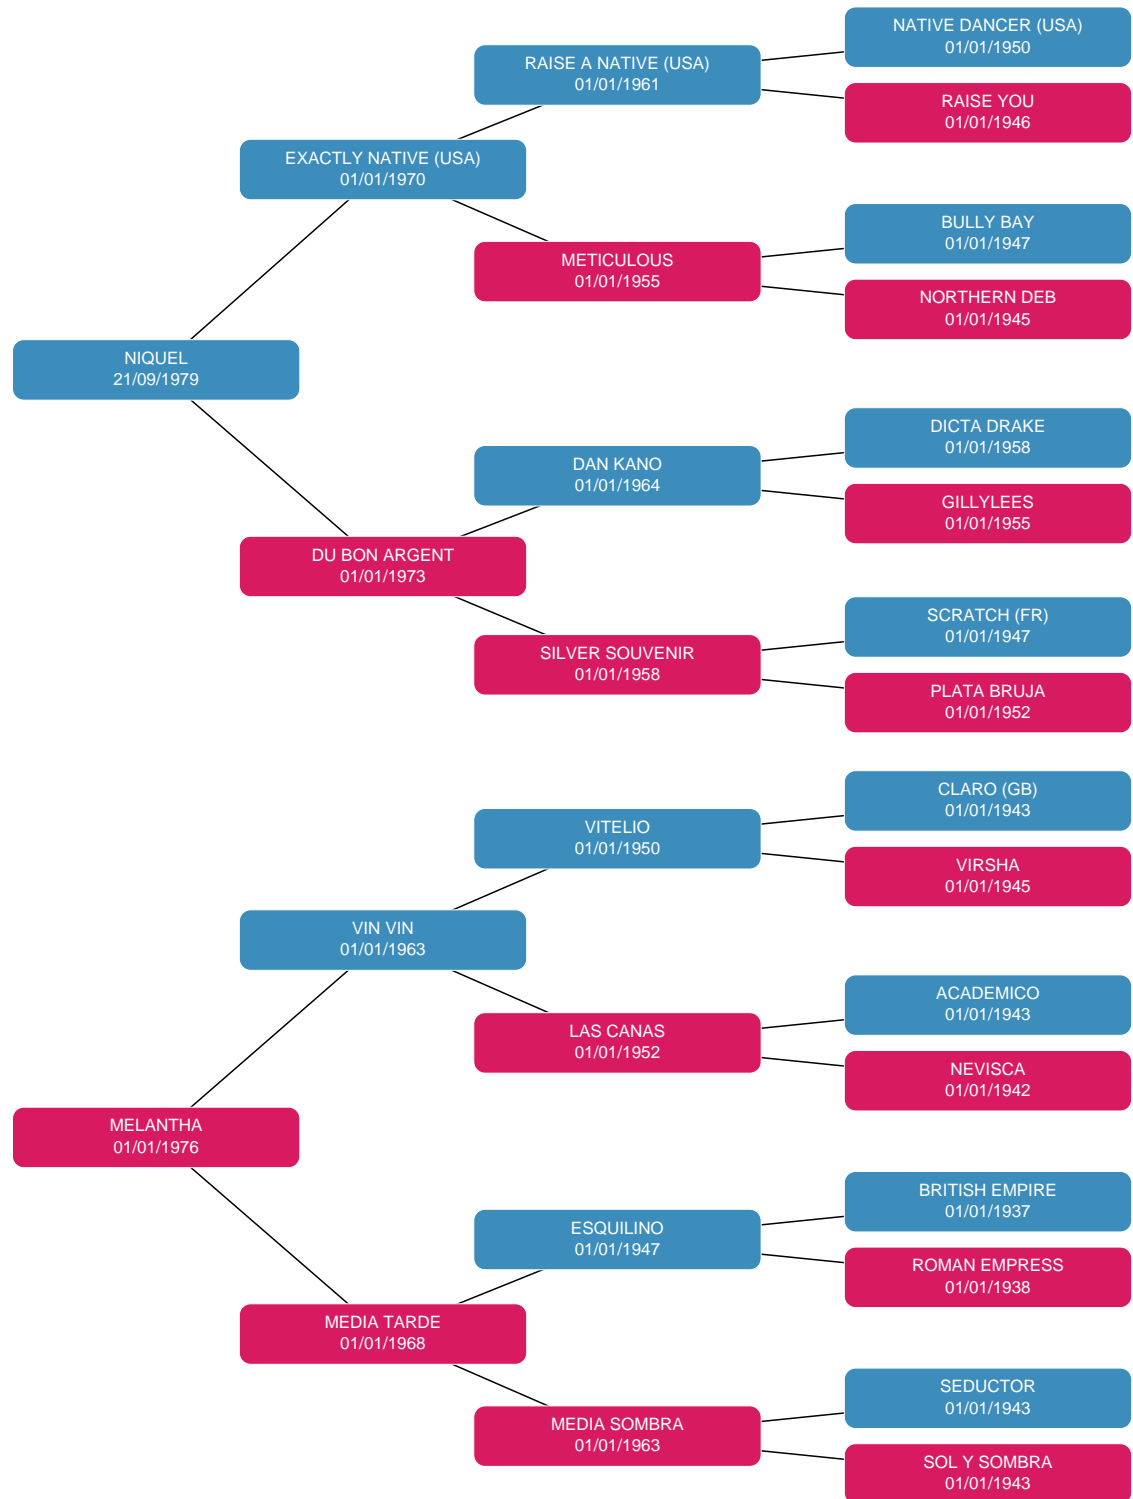 NATIVE DANCER (USA)
01/01/1950
RAISE A NATIVE (USA)
01/01/1961
RAISE YOU
01/01/1946
EXACTLY NATIVE (USA)
01/01/1970
BULLY BAY
01/01/1947
METICULOUS
01/01/1955
NORTHERN DEB
01/01/1945
NIQUEL
21/09/1979
DICTA DRAKE
01/01/1958
DAN KANO
01/01/1964
GILLYLEES
01/01/1955
DU BON ARGENT
01/01/1973
SCRATCH (FR)
01/01/1947
SILVER SOUVENIR
01/01/1958
PLATA BRUJA
01/01/1952
CLARO (GB)
01/01/1943
VITELIO
01/01/1950
VIRSHA
01/01/1945
VIN VIN
01/01/1963
ACADEMICO
01/01/1943
LAS CANAS
01/01/1952
NEVISCA
01/01/1942
MELANTHA
01/01/1976
BRITISH EMPIRE
01/01/1937
ESQUILINO
01/01/1947
ROMAN EMPRESS
01/01/1938
MEDIA TARDE
01/01/1968
SEDUCTOR
01/01/1943
MEDIA SOMBRA
01/01/1963
SOL Y SOMBRA
01/01/1943